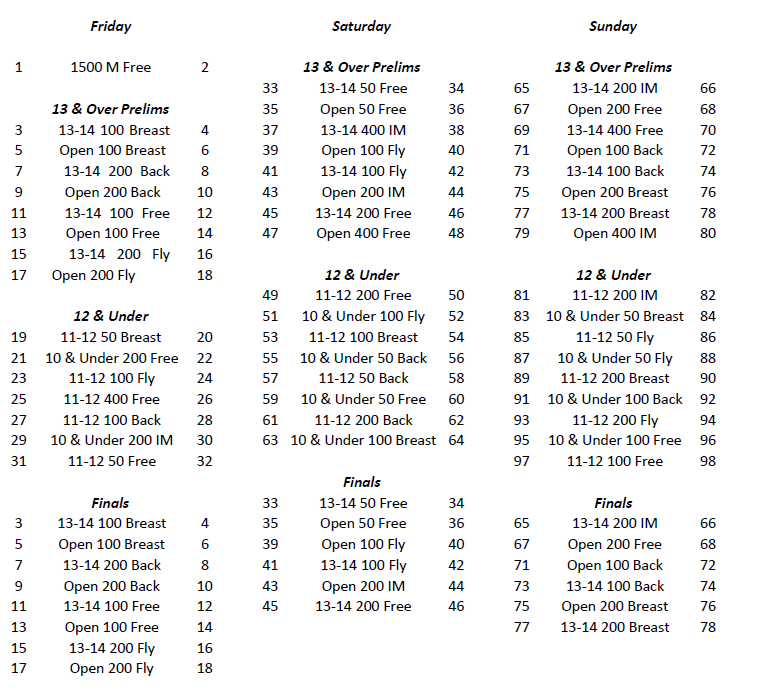 Friday Saturday Sunday
1 1500 M Free 2 13 & Over Prelims 13 & Over Prelims
33 13-14 50 Free 34 65 13-14 200 IM 66
13 & Over Prelims 35 Open 50 Free 36 67 Open 200 Free 68
3 13-14 100 Breast 4 37 13-14 400 IM 38 69 13-14 400 Free 70
5 Open 100 Breast 6 39 Open 100 Fly 40 71 Open 100 Back 72
7 13-14 200 Back 8 41 13-14 100 Fly 42 73 13-14 100 Back 74
9 Open 200 Back 10 43 Open 200 IM 44 75 Open 200 Breast 76
11 13-14 100 Free 12 45 13-14 200 Free 46 77 13-14 200 Breast 78
13 Open 100 Free 14 47 Open 400 Free 48 79 Open 400 IM 80
15 13-14 200 Fly 16
17 Open 200 Fly 18 12 & Under 12 & Under
49 11-12 200 Free 50 81 11-12 200 IM 82
12 & Under 51 10 & Under 100 Fly 52 83 10 & Under 50 Breast 84
19 11-12 50 Breast 20 53 11-12 100 Breast 54 85 11-12 50 Fly 86
21 10 & Under 200 Free 22 55 10 & Under 50 Back 56 87 10 & Under 50 Fly 88
23 11-12 100 Fly 24 57 11-12 50 Back 58 89 11-12 200 Breast 90
25 11-12 400 Free 26 59 10 & Under 50 Free 60 91 10 & Under 100 Back 92
27 11-12 100 Back 28 61 11-12 200 Back 62 93 11-12 200 Fly 94
29 10 & Under 200 IM 30 63 10 & Under 100 Breast 64 95 10 & Under 100 Free 96
31 11-12 50 Free 32 97 11-12 100 Free 98
Finals
Finals 33 13-14 50 Free 34 Finals
3 13-14 100 Breast 4 35 Open 50 Free 36 65 13-14 200 IM 66
5 Open 100 Breast 6 39 Open 100 Fly 40 67 Open 200 Free 68
7 13-14 200 Back 8 41 13-14 100 Fly 42 71 Open 100 Back 72
9 Open 200 Back 10 43 Open 200 IM 44 73 13-14 100 Back 74
11 13-14 100 Free 12 45 13-14 200 Free 46 75 Open 200 Breast 76
13 Open 100 Free 14 77 13-14 200 Breast 78
15 13-14 200 Fly 16
17 Open 200 Fly 18